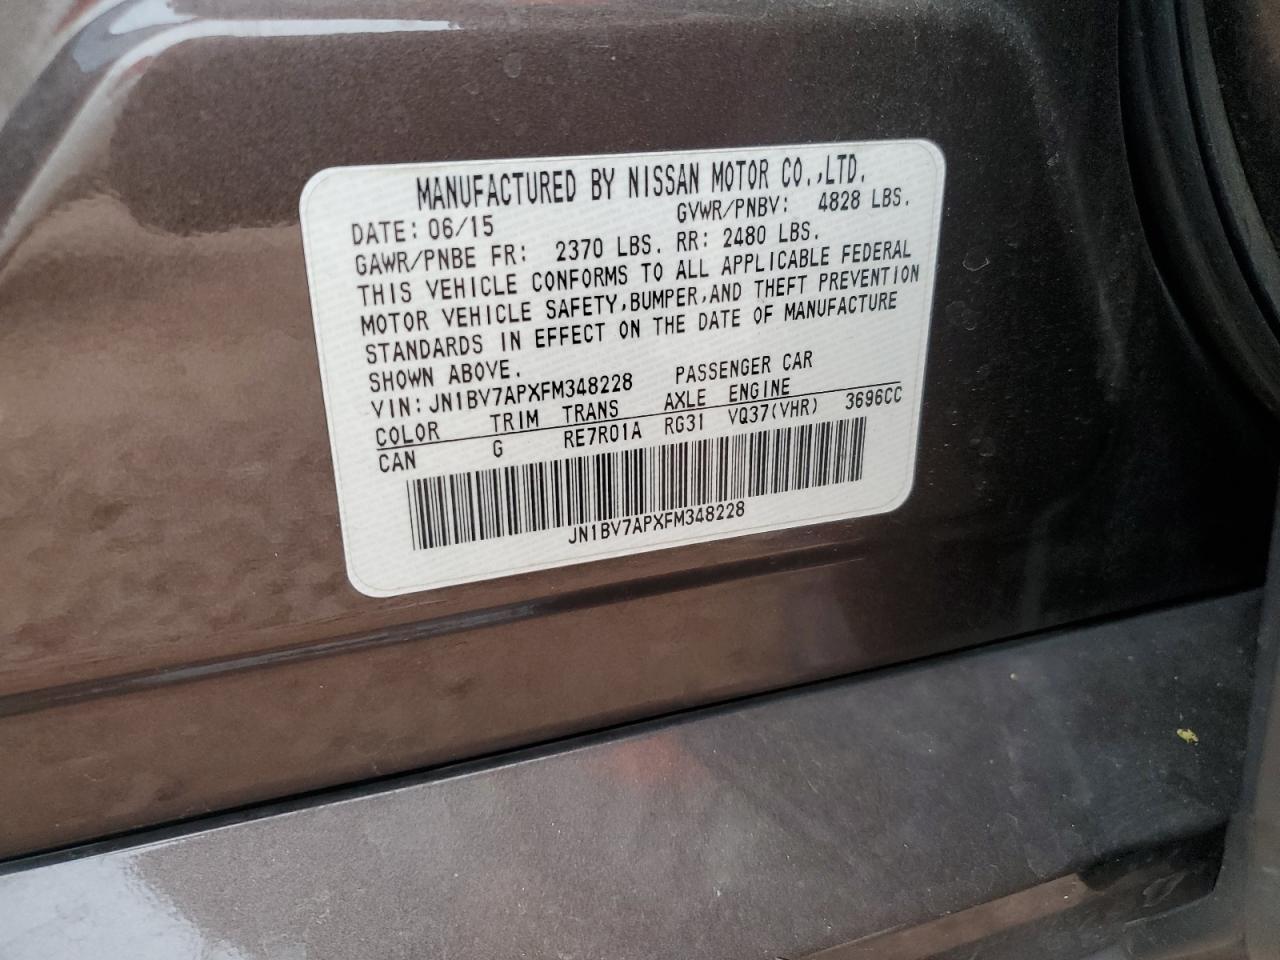 MANUFACTURED BY NISSAN MOTOR CO.,LTD.
DATE: 06/15 GVWR/PNBV: 4828 LBS.
GAWR/PNBE FR: 2370 LBS. RR: 2480 LBS.
THIS VEHICLE CONFORMS TO ALL APPLICABLE FEDERAL
MOTOR VEHICLE SAFETY,BUMPER,AND THEFT PREVENTION
STANDARDS IN EFFECT ON THE DATE OF MANUFACTURE
SHOWN ABOVE.
VIN: JN1BV7APXFM348228 PASSENGER CAR
COLOR TRIM TRANS AXLE ENGINE
CAN G RE7R01A RG31 VQ37(VHR) 3696CC
JN1BV7APXFM348228